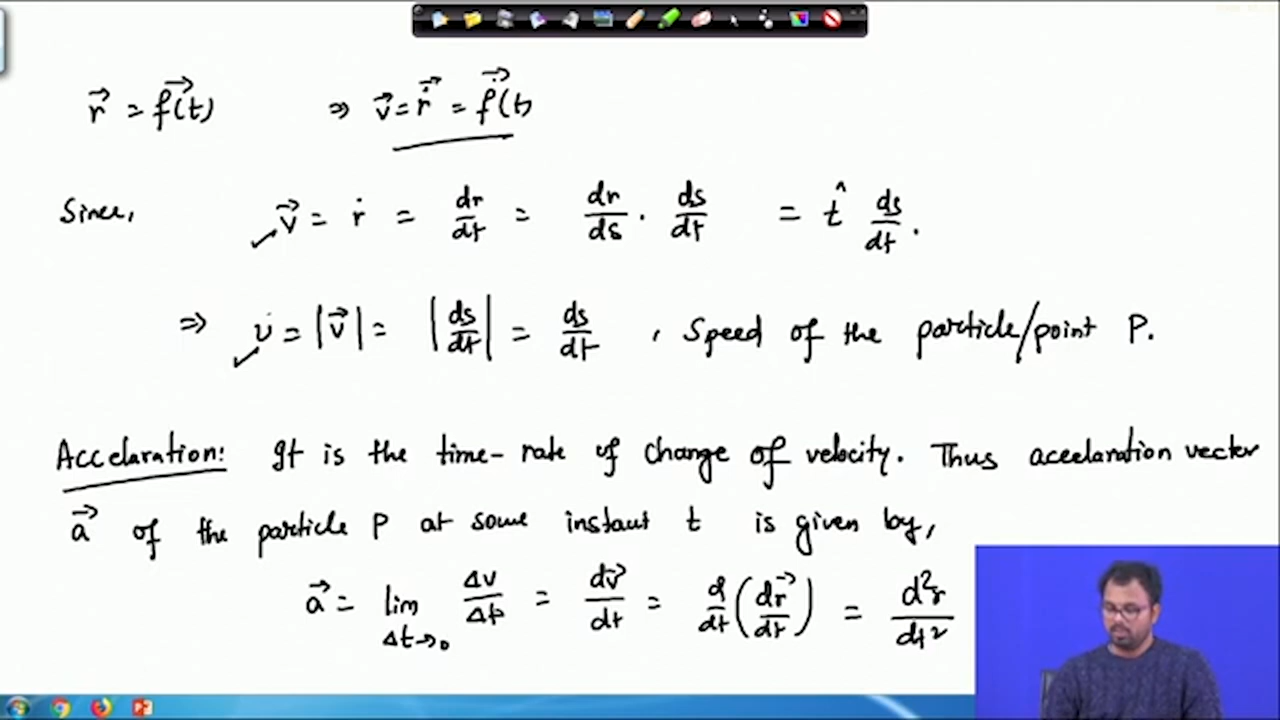 r⃗ = f⃗(t) ⇒ v⃗ = ṙ⃗ = ḟ⃗(t)
Since, v⃗ = ṙ = dr/dt = dr/ds · ds/dt = t̂ ds/dt.
⇒ v = |v⃗| = |ds/dt| = ds/dt , Speed of the particle/point P.
Accelaration: It is the time-rate of change of velocity. Thus acceelaration vector
a⃗ of the particle P at some instant t is given by,
a⃗ = lim Δt→0 Δv/Δt = dv⃗/dt = d/dt (dr⃗/dt) = d²r/dt²